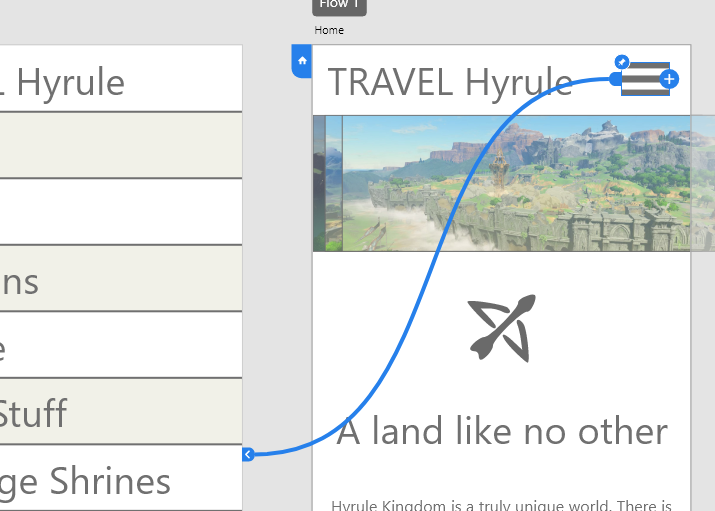 Flow 1
Home
Hyrule
TRAVEL Hyrule
ns
e
Stuff
ge Shrines
A land like no other
Hyrule Kingdom is a truly unique world. There is